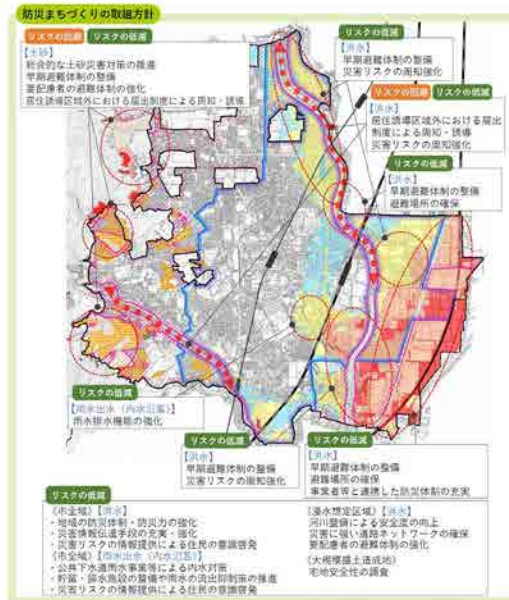 防災まちづくりの取組方針
リスクの回避 リスクの低減
【土砂】
総合的な土砂災害対策の推進
早期避難体制の整備
要配慮者の避難体制の強化
居住誘導区域外における届出制度による周知・誘導
リスクの低減
【洪水】
早期避難体制の整備
災害リスクの周知強化
リスクの回避 リスクの低減
【洪水】
居住誘導区域外における届出
制度による周知・誘導
災害リスクの周知強化
リスクの低減
【洪水】
早期避難体制の整備
避難場所の確保
リスクの低減
【雨水出水（内水氾濫）】
雨水排水機能の強化
リスクの低減
【洪水】
早期避難体制の整備
災害リスクの周知強化
リスクの低減
【洪水】
早期避難体制の整備
避難場所の確保
事業者等と連携した防災体制の充実
リスクの低減
〈市全域〉【洪水】
・地域の防災体制・防災力の強化
・災害情報伝達手段の充実・強化
・災害リスクの情報提供による住民の意識啓発
〈市全域〉【雨水出水（内水氾濫）】
・公共下水道雨水事業等による内水対策
・貯留・排水施設の整備や雨水の流出抑制策の推進
・災害リスクの情報提供による住民の意識啓発
〈浸水想定区域〉【洪水】
河川整備による安全度の向上
災害に強い道路ネットワークの確保
要配慮者の避難体制の強化
〈大規模盛土造成地〉
宅地安全性の調査